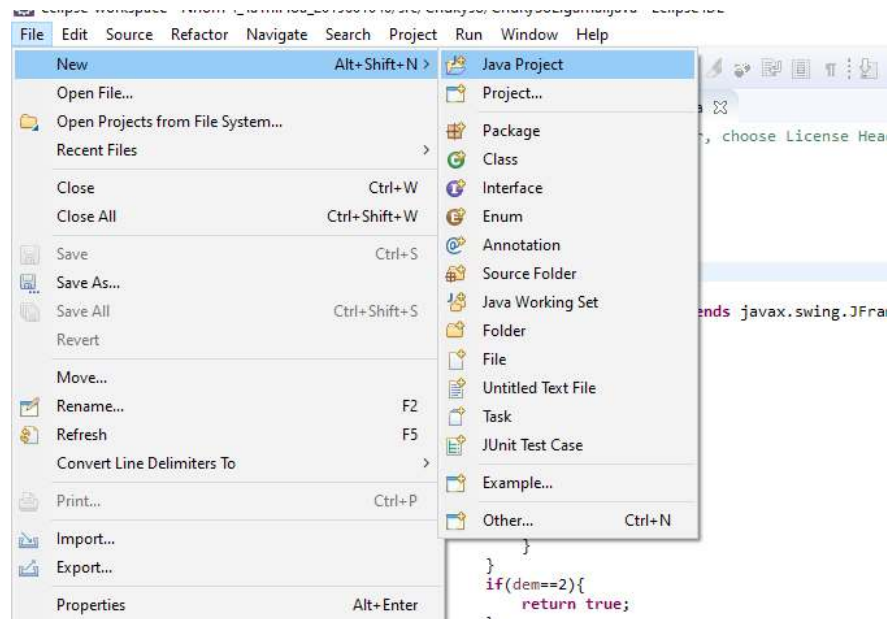 File Edit Source Refactor Navigate Search Project Run Window Help
New Alt+Shift+N >
Open File...
Open Projects from File System...
Recent Files >
Close Ctrl+W
Close All Ctrl+Shift+W
Save Ctrl+S
Save As...
Save All Ctrl+Shift+S
Revert
Move...
Rename... F2
Refresh F5
Convert Line Delimiters To >
Print... Ctrl+P
Import...
Export...
Properties Alt+Enter
Java Project
Project...
Package
Class
Interface
Enum
Annotation
Source Folder
Java Working Set
Folder
File
Untitled Text File
Task
JUnit Test Case
Example...
Other... Ctrl+N
, choose License Hea
ends javax.swing.JFra
}
}
if(dem==2){
return true;